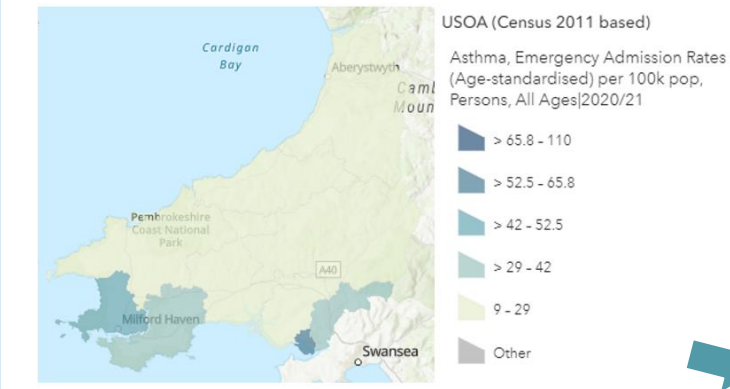 Cardigan
Bay
Aberystwyth
Caml
Moun
Pembrokeshire
Coast National
Park
A40
Milford Haven
Swansea
USOA (Census 2011 based)
Asthma, Emergency Admission Rates
(Age-standardised) per 100k pop,
Persons, All Ages|2020/21
> 65.8 - 110
> 52.5 - 65.8
> 42 - 52.5
> 29 - 42
9 - 29
Other